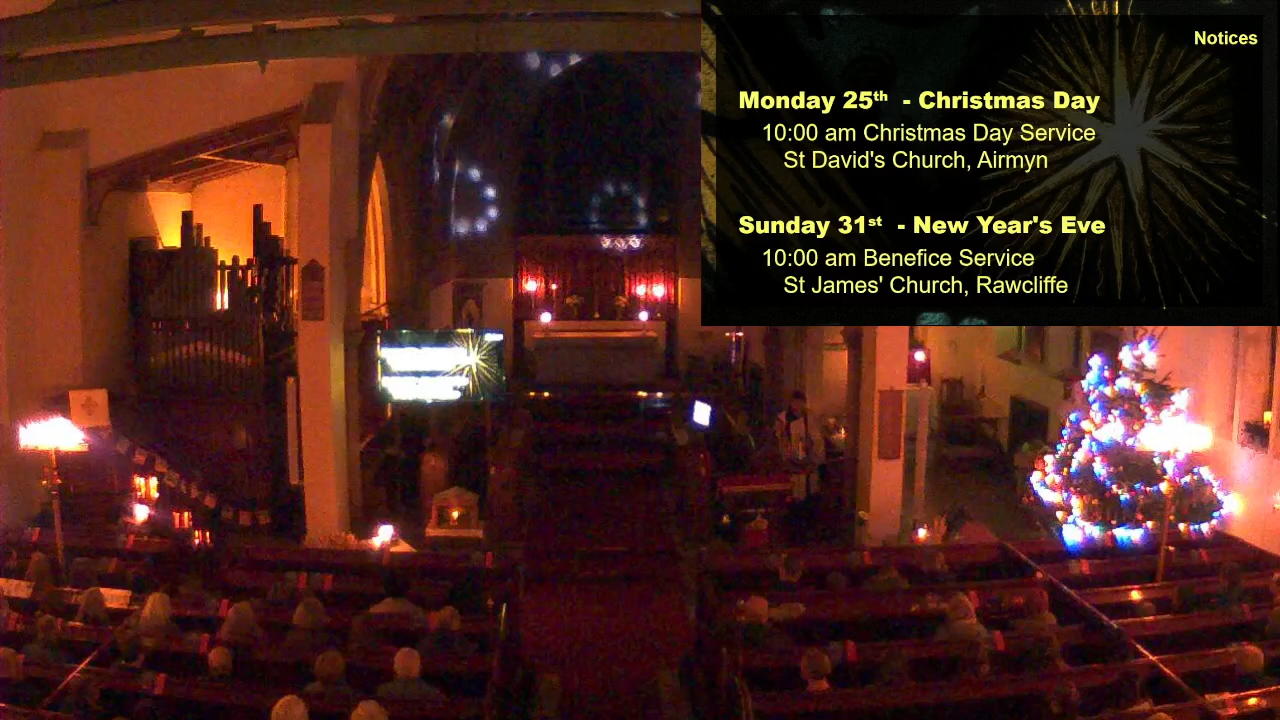 Notices
Monday 25th - Christmas Day
10:00 am Christmas Day Service
St David's Church, Airmyn
Sunday 31st - New Year's Eve
10:00 am Benefice Service
St James' Church, Rawcliffe